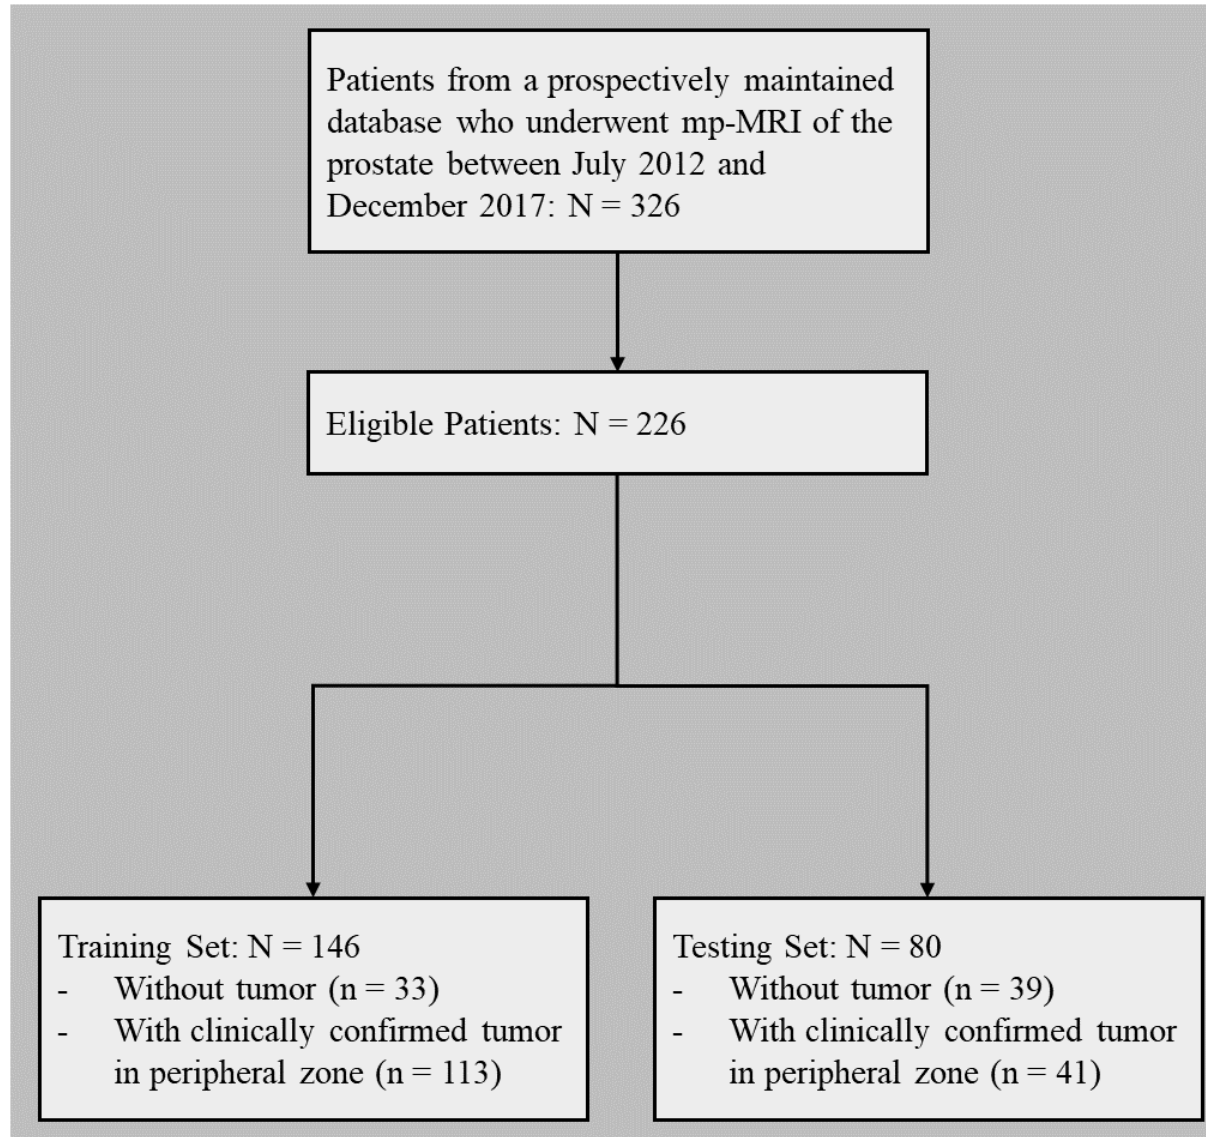 Patients from a prospectively maintained
database who underwent mp-MRI of the
prostate between July 2012 and
December 2017: N = 326
Eligible Patients: N = 226
Training Set: N = 146
- Without tumor (n = 33)
- With clinically confirmed tumor
in peripheral zone (n = 113)
Testing Set: N = 80
- Without tumor (n = 39)
- With clinically confirmed tumor
in peripheral zone (n = 41)